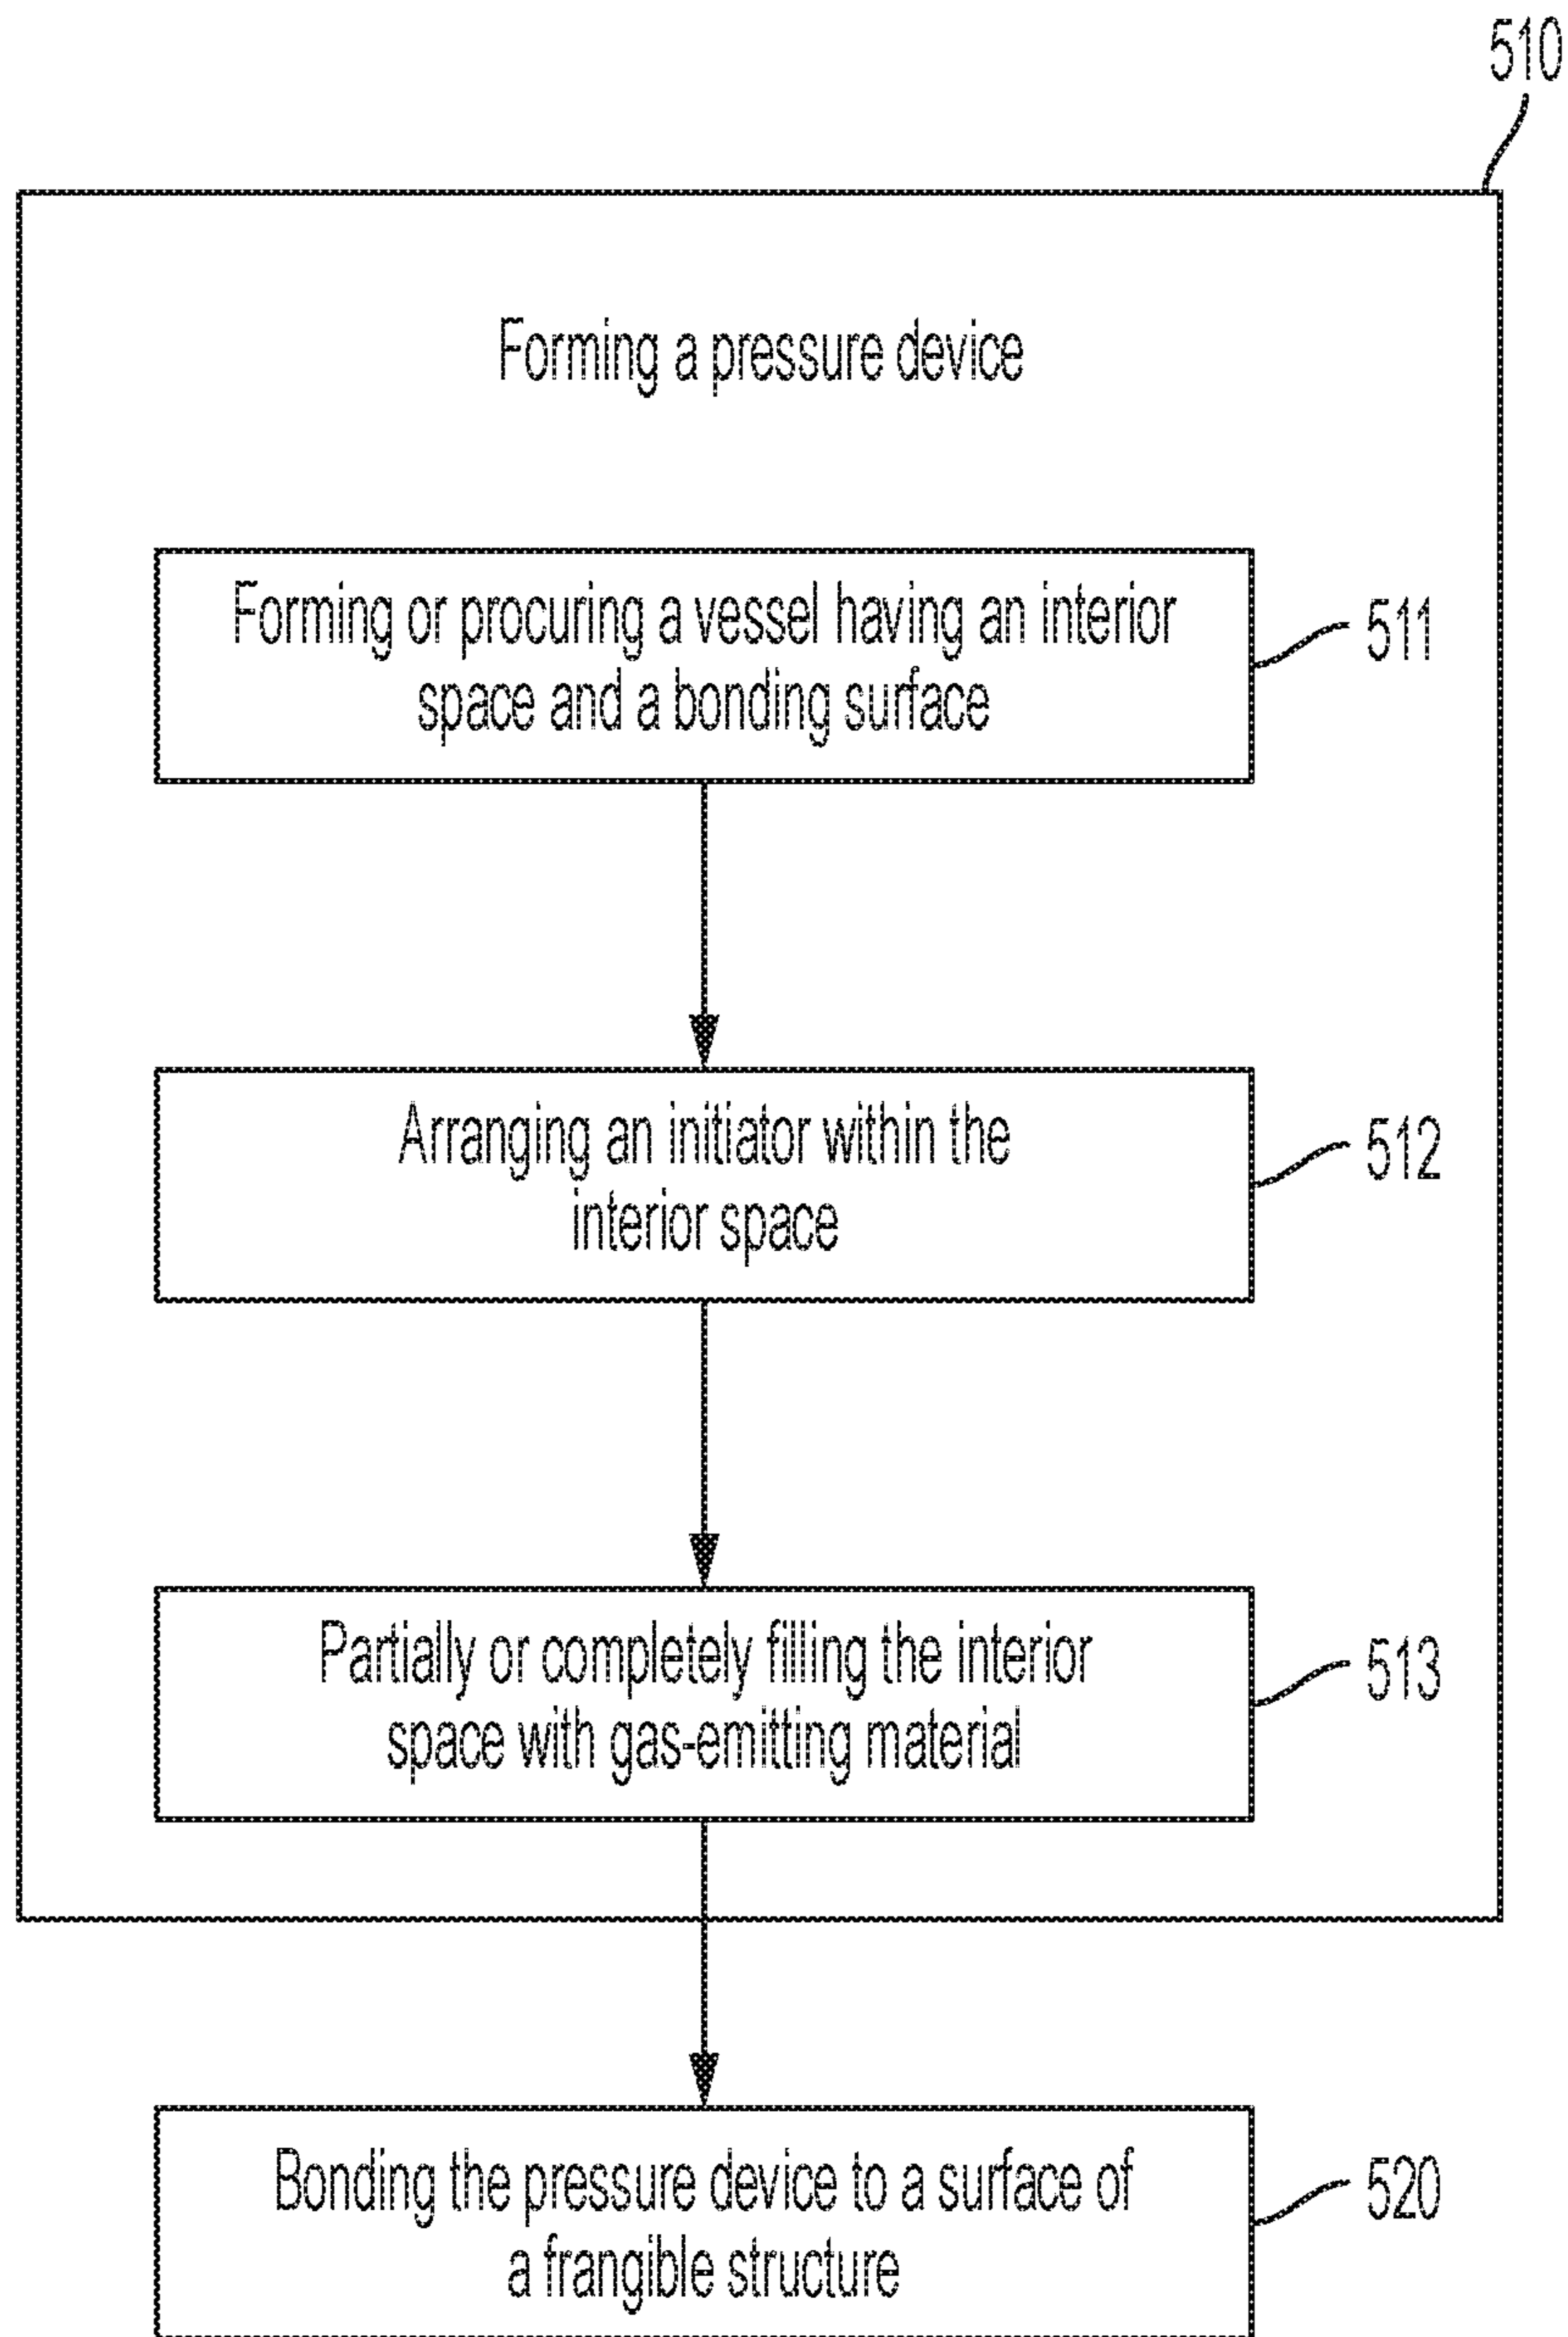 510
Forming a pressure device
Forming or procuring a vessel having an interior
space and a bonding surface
511
Arranging an initiator within the
interior space
512
Partially or completely filling the interior
space with gas-emitting material
513
Bonding the pressure device to a surface of
a frangible structure
520